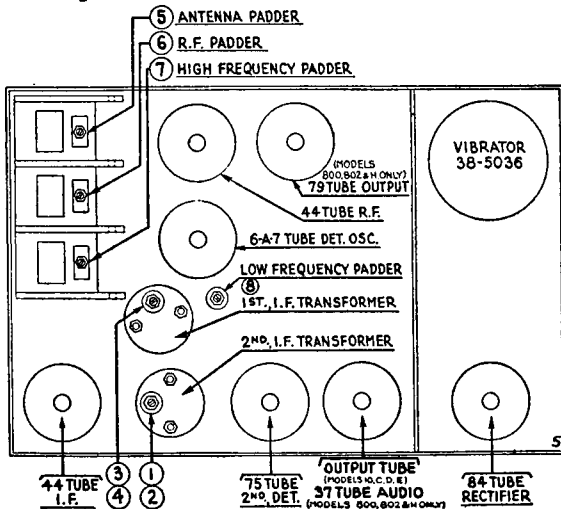 ⑤ ANTENNA PADDER
⑥ R.F. PADDER
⑦ HIGH FREQUENCY PADDER
VIBRATOR
38-5036
(MODELS
800,802 & H ONLY)
79 TUBE OUTPUT
44 TUBE R.F.
6-A-7 TUBE DET. OSC.
LOW FREQUENCY PADDER
⑧
1ST., I.F. TRANSFORMER
2ND, I.F. TRANSFORMER
5
③
④
①
②
44 TUBE
I.F.
75 TUBE
2ND, DET.
OUTPUT TUBE
(MODELS 10, C, D, E)
37 TUBE AUDIO
(MODELS 800, 802 & H ONLY)
84 TUBE
RECTIFIER